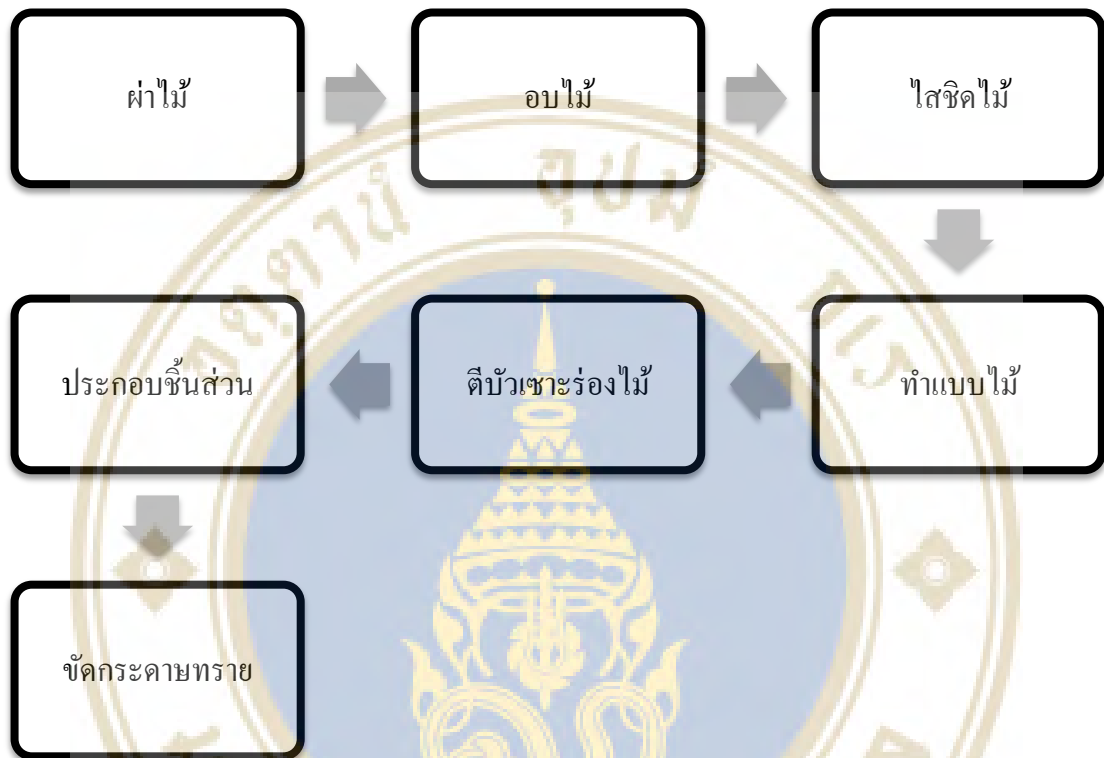 ผ่าไม้
อบไม้
ไสชิดไม้
ทำแบบไม้
ตีบัวเซาะร่องไม้
ประกอบชิ้นส่วน
ขัดกระดาษทราย